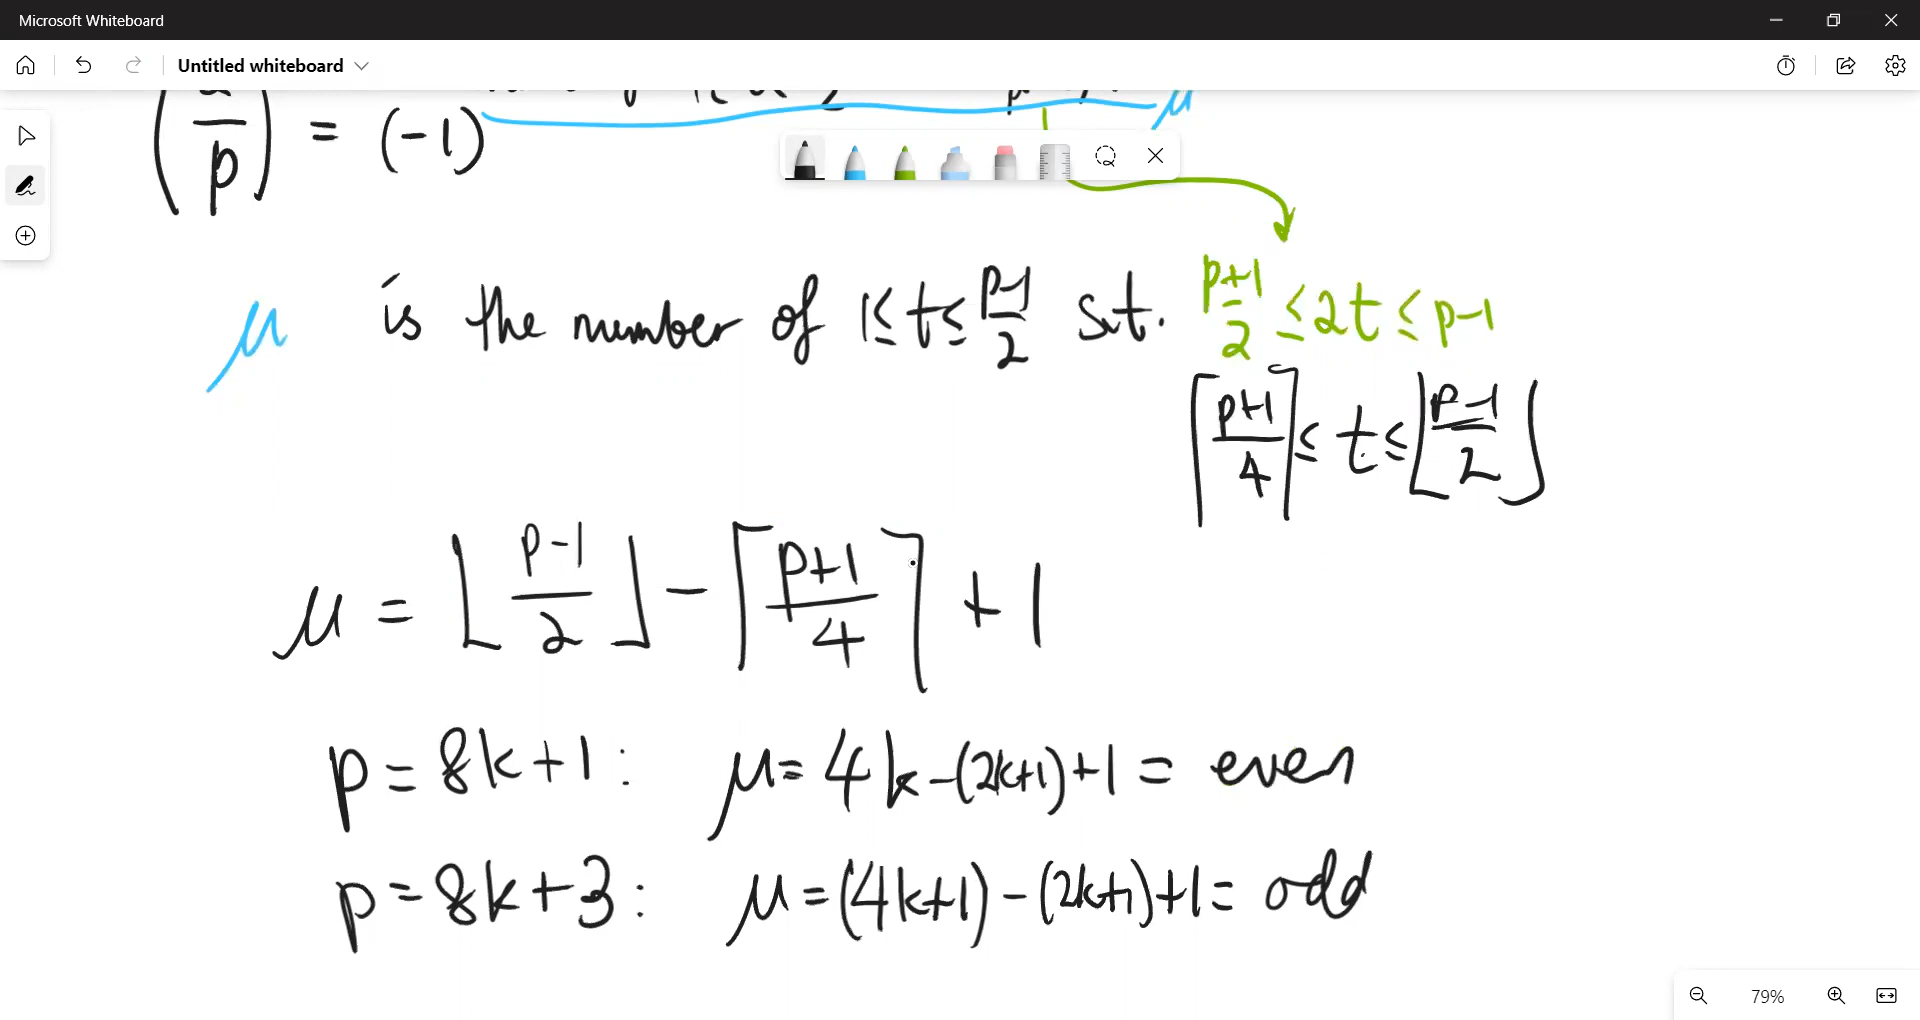 Microsoft Whiteboard
Untitled whiteboard
(/p) = (-1)
μ
μ is the number of 1 ≤ t ≤ (p-1)/2 s.t. (p+1)/2 ≤ 2t ≤ p-1
⌈(p+1)/4⌉ ≤ t ≤ ⌊(p-1)/2⌋
μ = ⌊(p-1)/2⌋ - ⌈(p+1)/4⌉ + 1
p = 8k+1 : μ = 4k-(2k+1)+1 = even
p = 8k+3 : μ = (4k+1) - (2k+1)+1 = odd
79%